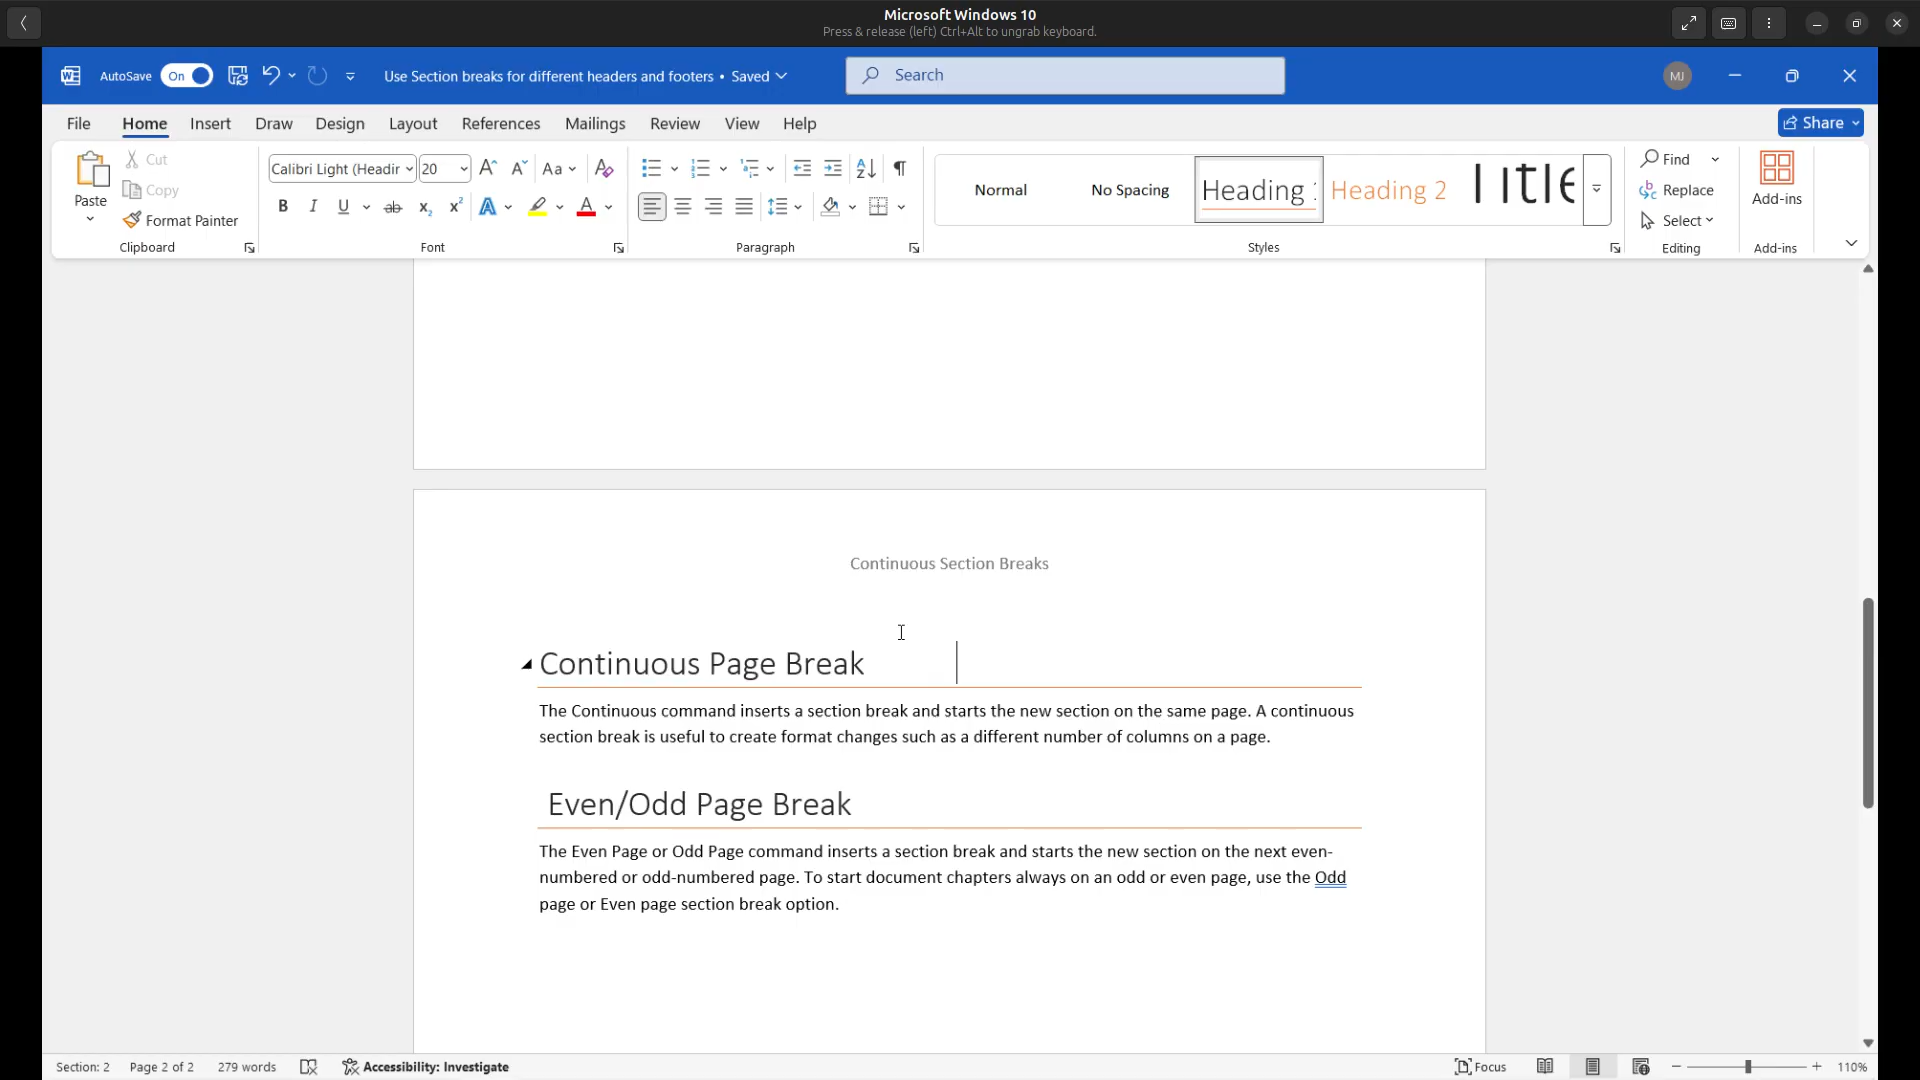 Microsoft Windows 10
Press & release (left) Ctrl+Alt to ungrab keyboard.
AutoSave On Use Section breaks for different headers and footers • Saved Search MJ
File Home Insert Draw Design Layout References Mailings Review View Help Share
Paste Cut Copy Format Painter Clipboard
Calibri Light (Headir 20 Aa Font
Paragraph
Normal No Spacing Heading 1 Heading 2 Title Styles
Find Replace Select Editing
Add-ins Add-ins
Continuous Section Breaks
Continuous Page Break
The Continuous command inserts a section break and starts the new section on the same page. A continuous
section break is useful to create format changes such as a different number of columns on a page.
Even/Odd Page Break
The Even Page or Odd Page command inserts a section break and starts the new section on the next even-
numbered or odd-numbered page. To start document chapters always on an odd or even page, use the Odd
page or Even page section break option.
Section: 2 Page 2 of 2 279 words Accessibility: Investigate Focus 110%